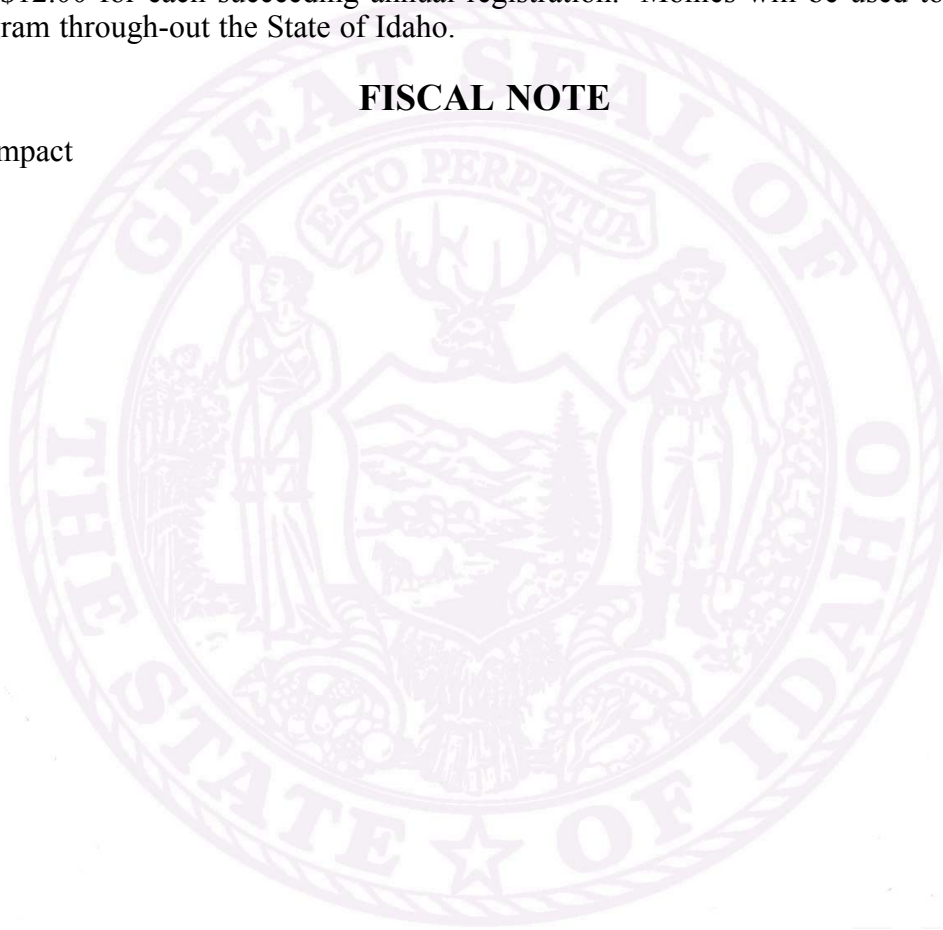 $12.00 for each succeeding annual registration. Monies will be used to
ram through-out the State of Idaho.
FISCAL NOTE
mpact
GREAT SEAL OF
THE STATE OF IDAHO
ESTO PERPETUA